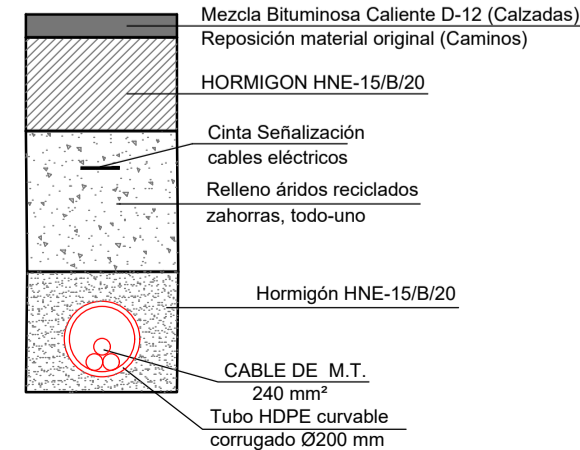 Mezcla Bituminosa Caliente D-12 (Calzadas)
Reposición material original (Caminos)
HORMIGON HNE-15/B/20
Cinta Señalización
cables eléctricos
Relleno áridos reciclados
zahorras, todo-uno
Hormigón HNE-15/B/20
CABLE DE M.T.
240 mm²
Tubo HDPE curvable
corrugado Ø200 mm